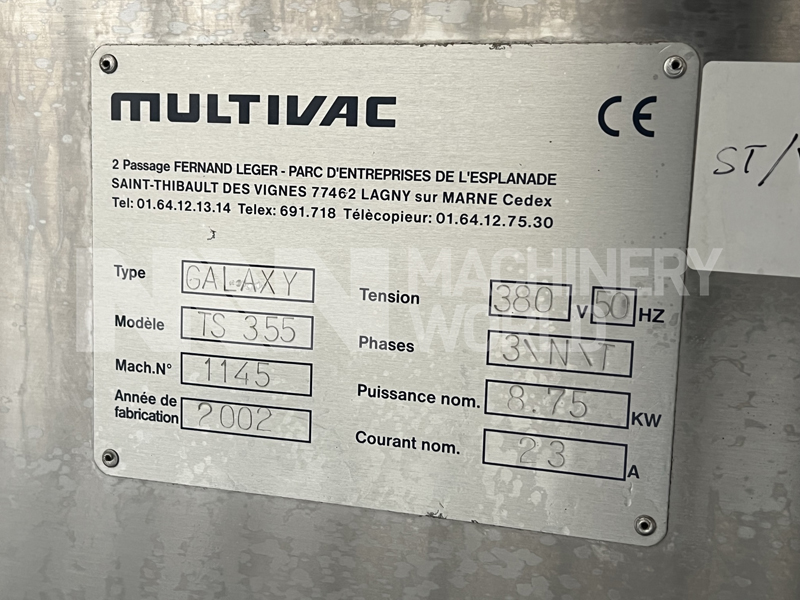 MULTIVAC
CE
2 Passage FERNAND LEGER - PARC D'ENTREPRISES DE L'ESPLANADE
SAINT-THIBAULT DES VIGNES 77462 LAGNY sur MARNE Cedex
Tel: 01.64.12.13.14 Telex: 691.718 Télècopieur: 01.64.12.75.30
Type GALAXY
Modèle TS 355
Mach.N° 1145
Année de fabrication 2002
Tension 380 V 50 HZ
Phases 3\N\T
Puissance nom. 8.75 KW
Courant nom. 23 A
ST/
MACHINERY
WORLD